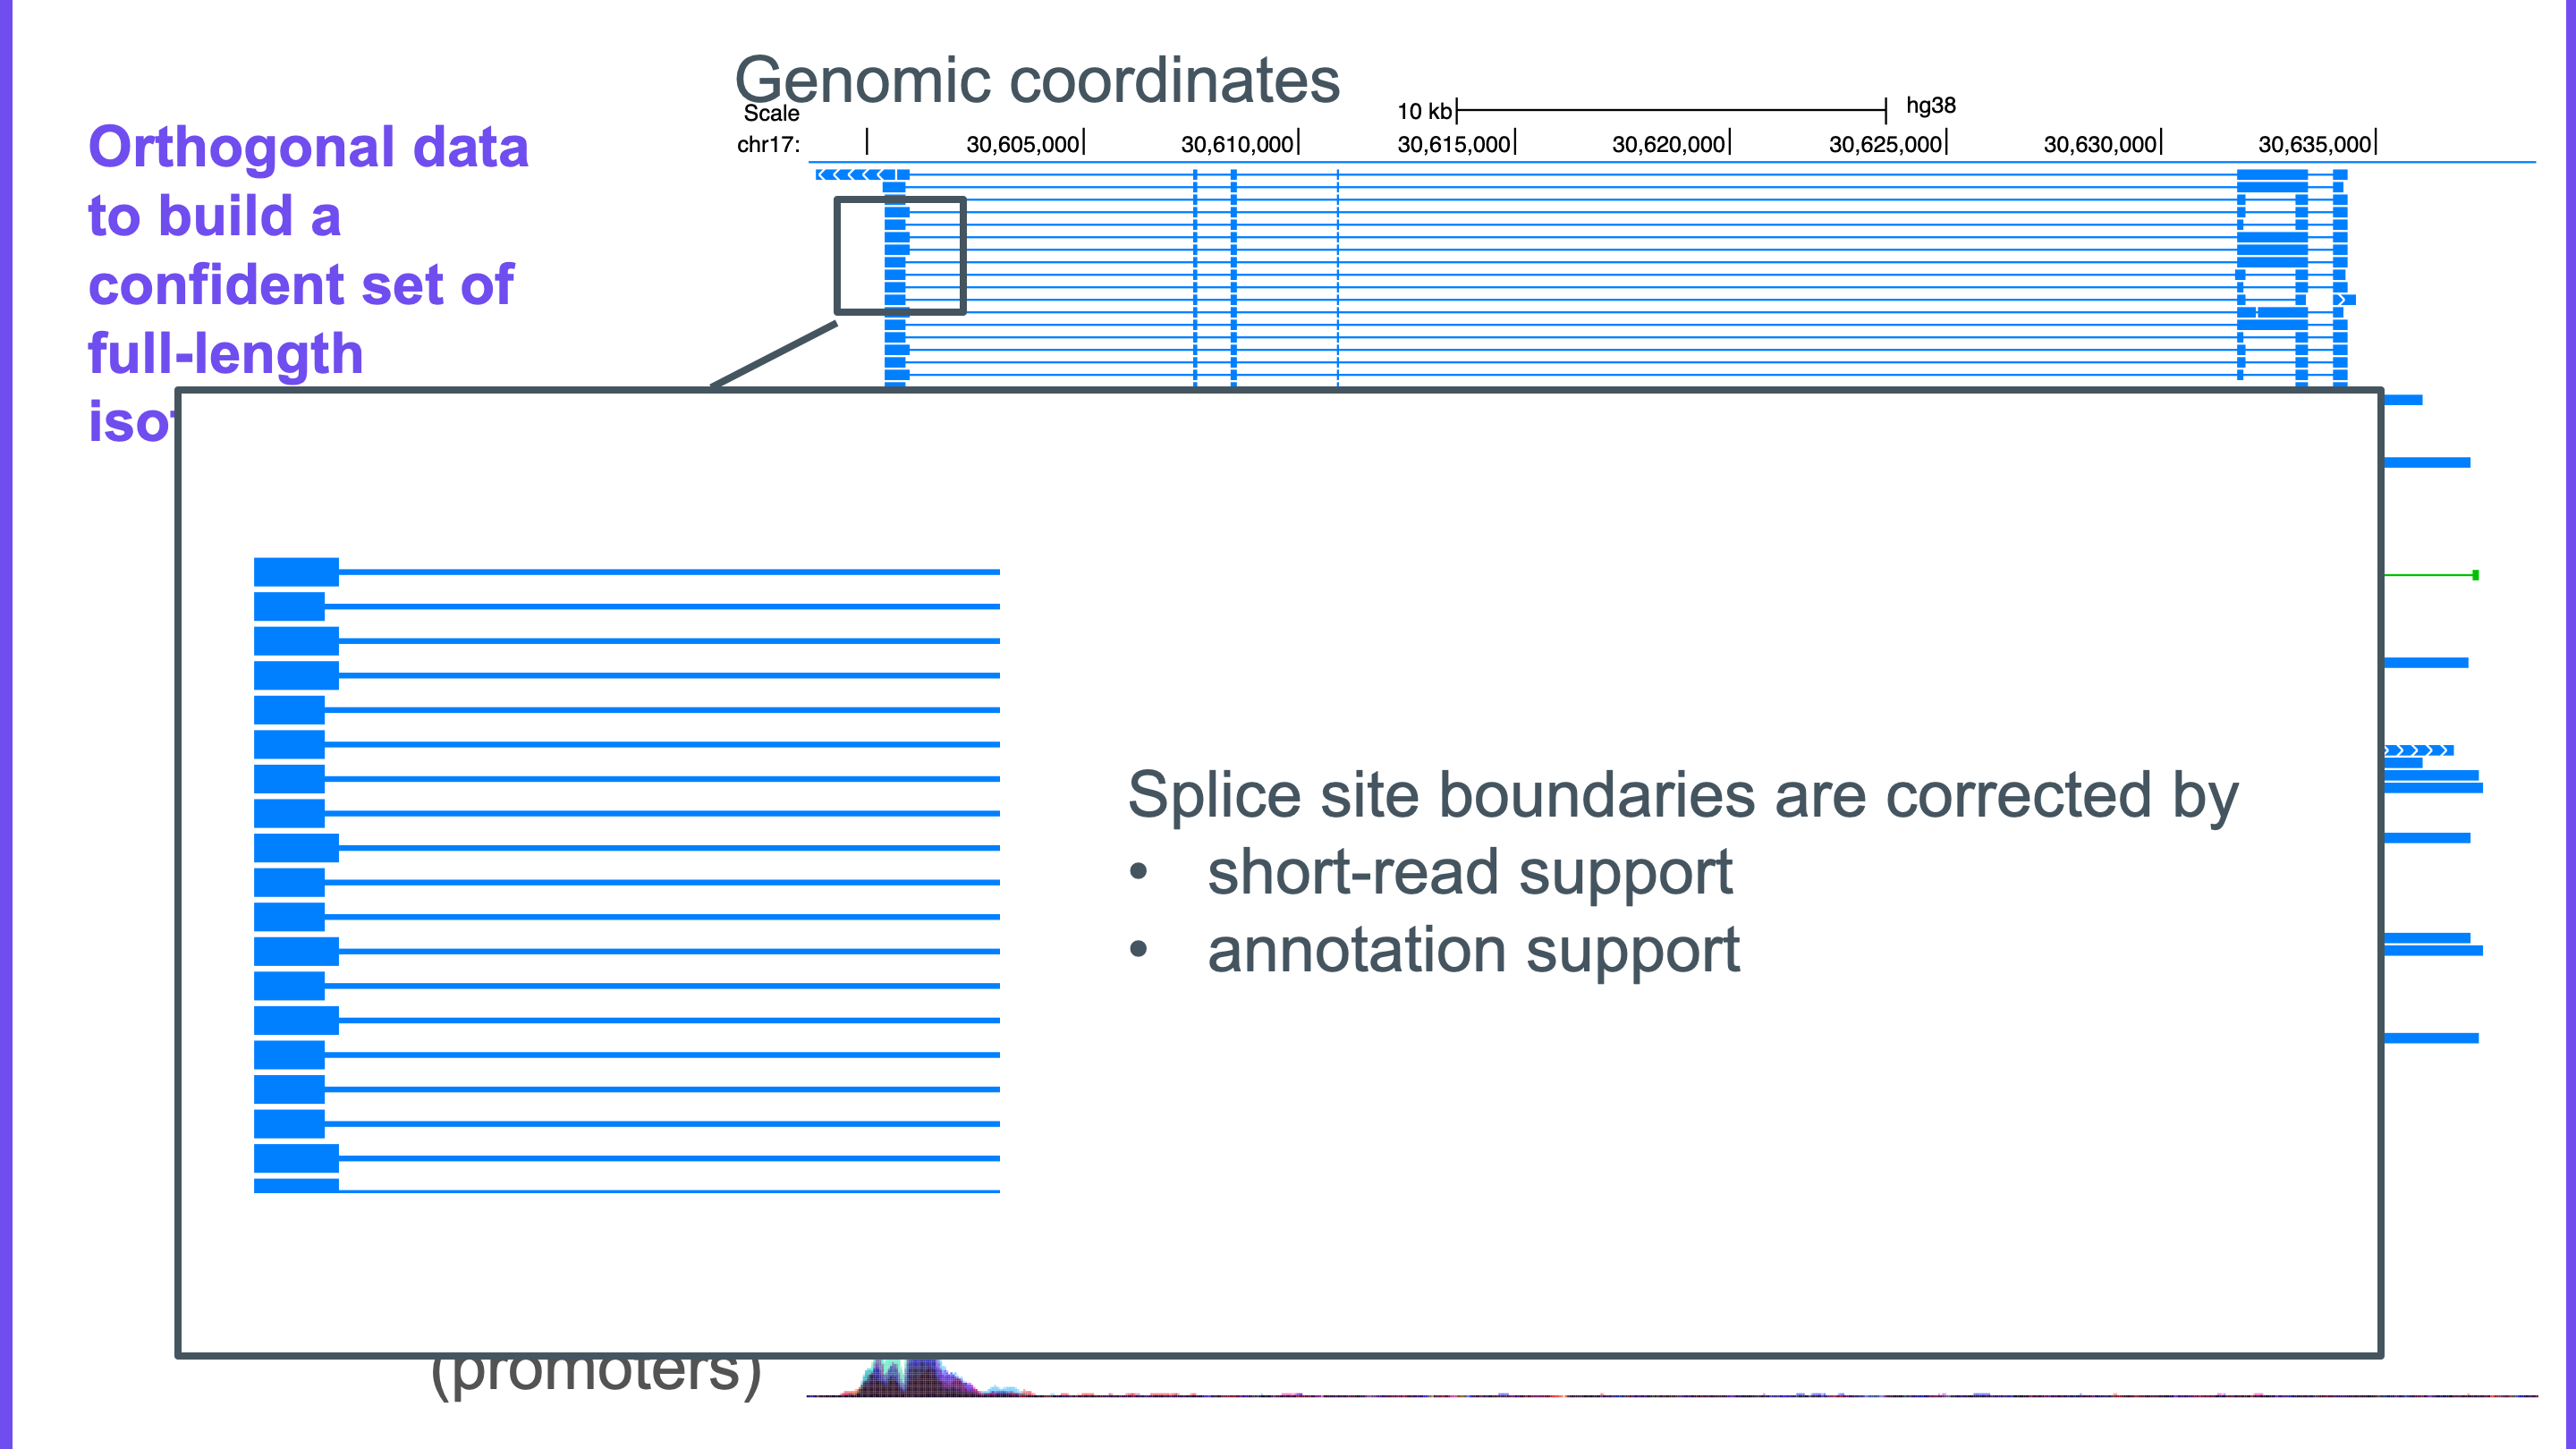 Genomic coordinates
Scale
10 kb
hg38
chr17:
30,605,000
30,610,000
30,615,000
30,620,000
30,625,000
30,630,000
30,635,000
Orthogonal data
to build a
confident set of
full-length
Splice site boundaries are corrected by
• short-read support
• annotation support
(promoters)